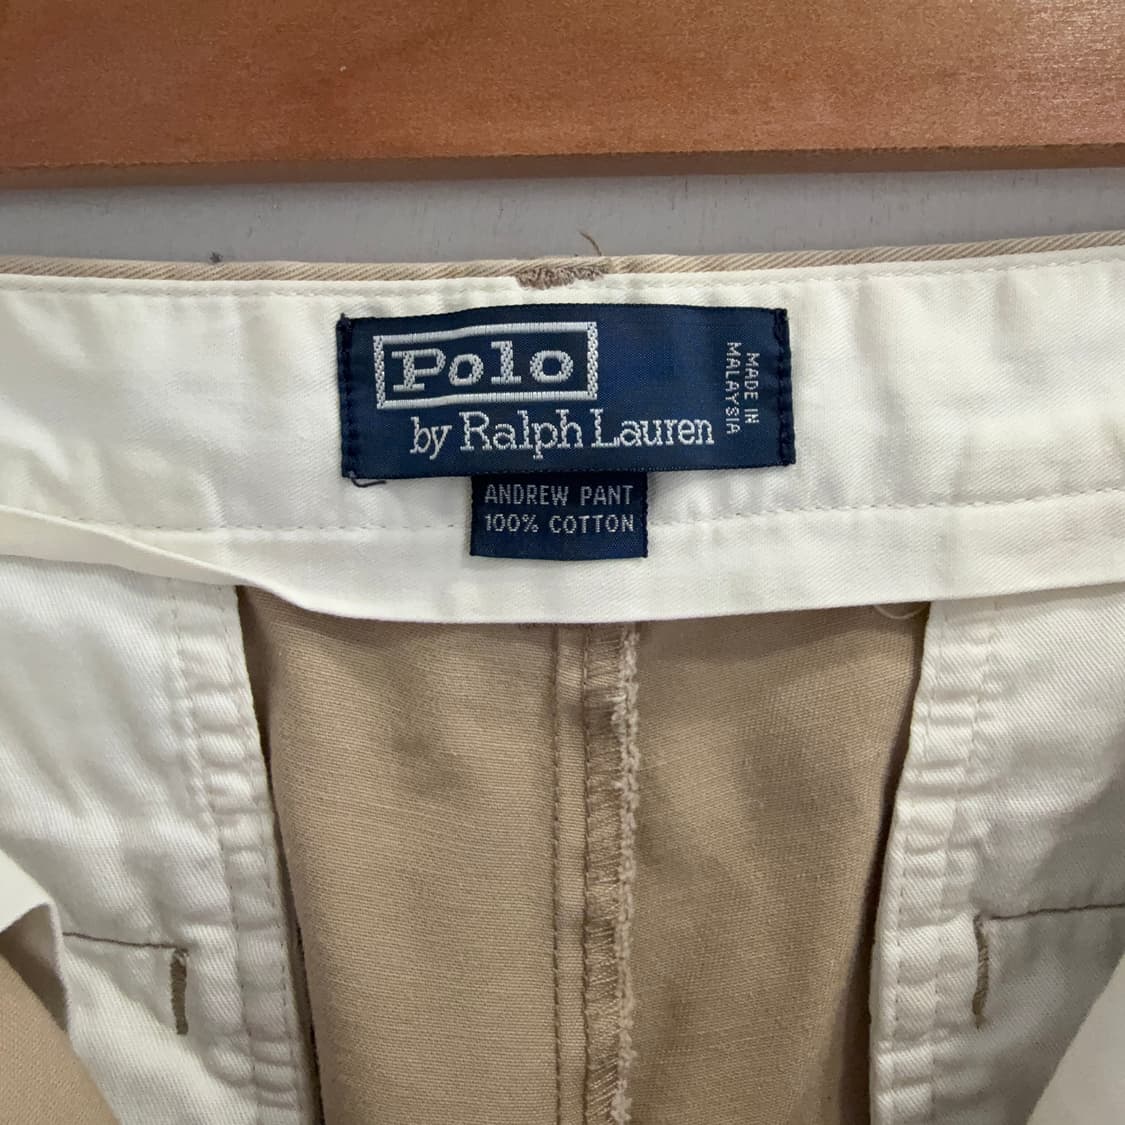 Polo
by Ralph Lauren
MADE IN
MALAYSIA
ANDREW PANT
100% COTTON